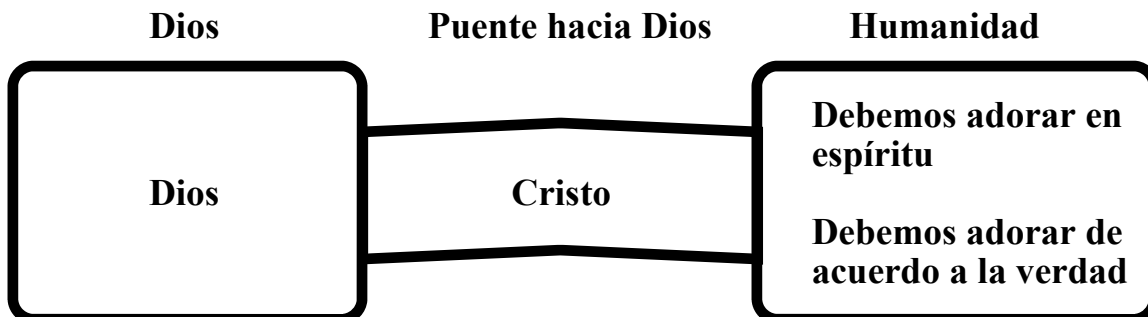 Dios Puente hacia Dios Humanidad
Dios
Cristo
Debemos adorar en
espíritu
Debemos adorar de
acuerdo a la verdad